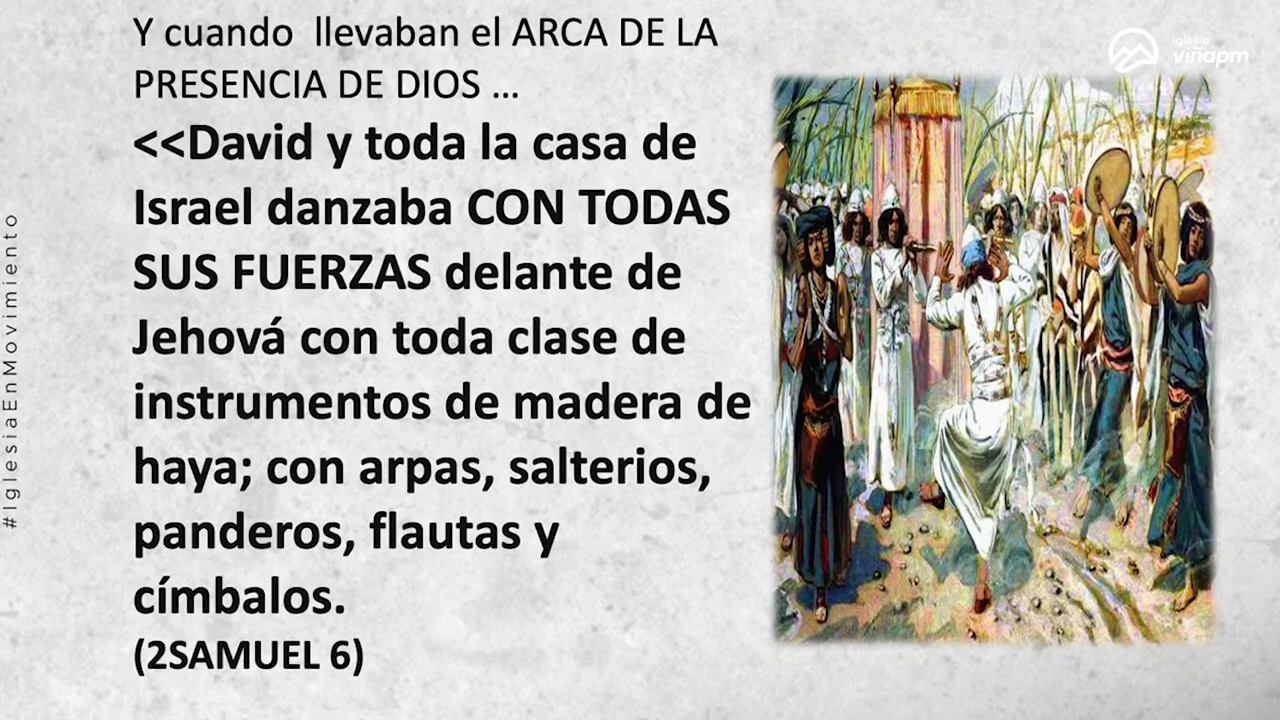 Y cuando  llevaban el ARCA DE LA
PRESENCIA DE DIOS ...
<<David y toda la casa de
Israel danzaba CON TODAS
SUS FUERZAS delante de
Jehová con toda clase de
instrumentos de madera de
haya; con arpas, salterios,
panderos, flautas y
címbalos.
(2SAMUEL 6)
#IglesiaEnMovimiento
iglesia
viñapm